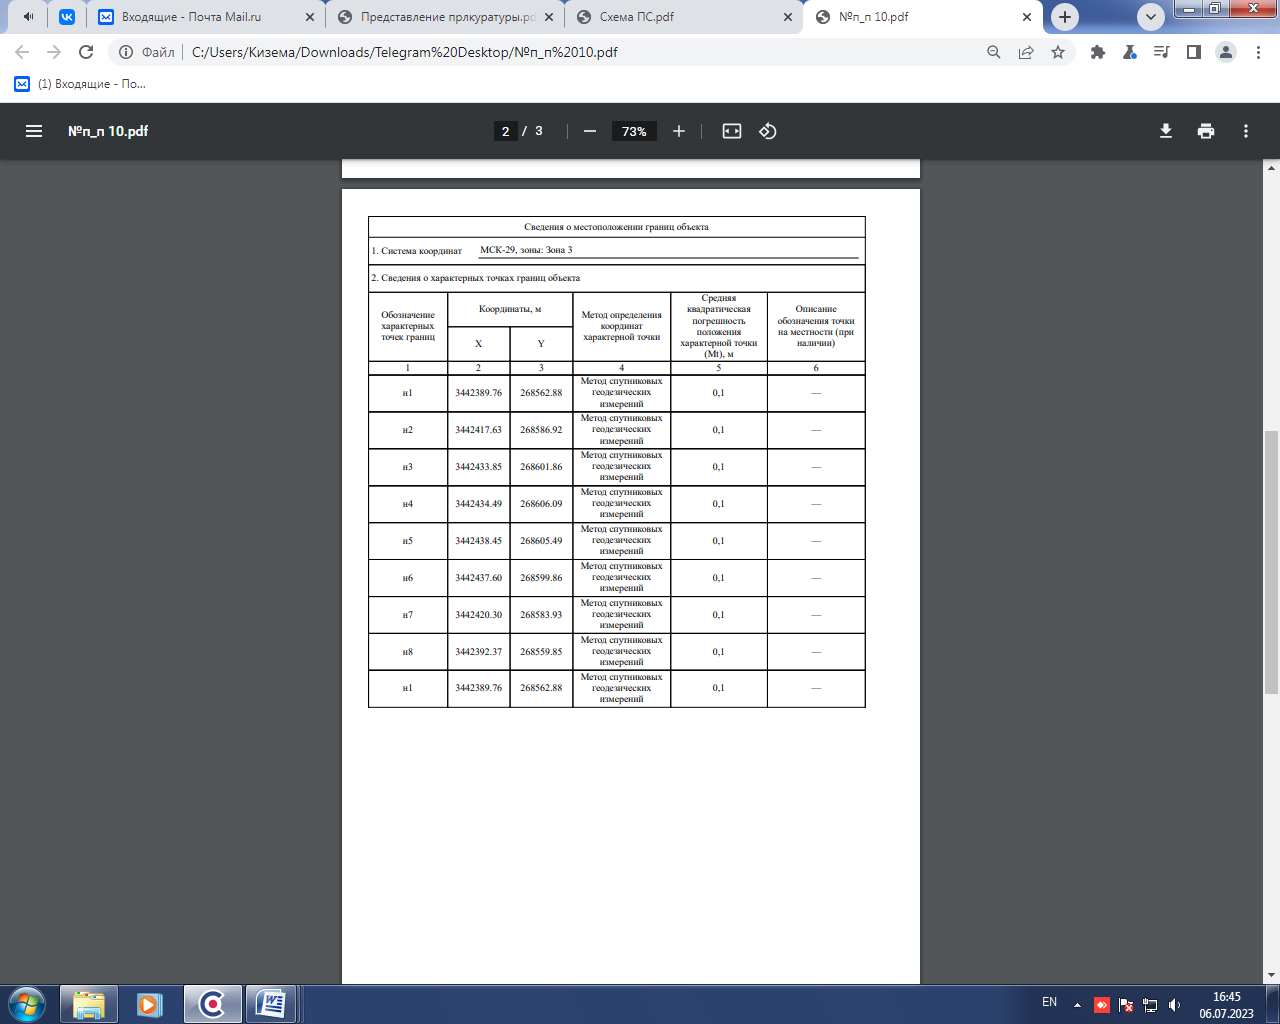 Входящие - Почта Mail.ru
Представление прлкуратуры.pd
Схема ПС.pdf
№п_п 10.pdf
Файл
C:/Users/Кизема/Downloads/Telegram%20Desktop/№п_п%2010.pdf
(1) Входящие - По...
№п_п 10.pdf
2 / 3
73%
Сведения о местоположении границ объекта
1. Система координат МСК-29, зоны: Зона 3
2. Сведения о характерных точках границ объекта
Обозначение характерных точек границ
Координаты, м
X
Y
Метод определения координат характерной точки
Средняя квадратическая погрешность положения характерной точки (Mt), м
Описание обозначения точки на местности (при наличии)
1 2 3 4 5 6
н1 3442389.76 268562.88 Метод спутниковых геодезических измерений 0,1 —
н2 3442417.63 268586.92 Метод спутниковых геодезических измерений 0,1 —
н3 3442433.85 268601.86 Метод спутниковых геодезических измерений 0,1 —
н4 3442434.49 268606.09 Метод спутниковых геодезических измерений 0,1 —
н5 3442438.45 268605.49 Метод спутниковых геодезических измерений 0,1 —
н6 3442437.60 268599.86 Метод спутниковых геодезических измерений 0,1 —
н7 3442420.30 268583.93 Метод спутниковых геодезических измерений 0,1 —
н8 3442392.37 268559.85 Метод спутниковых геодезических измерений 0,1 —
н1 3442389.76 268562.88 Метод спутниковых геодезических измерений 0,1 —
EN
16:45
06.07.2023